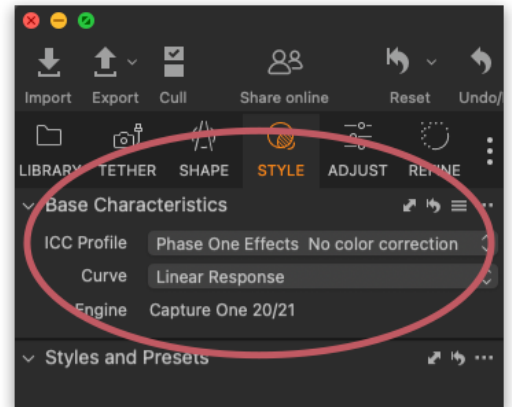 Import Export Cull Share online Reset Undo/
LIBRARY TETHER SHAPE STYLE ADJUST REFINE
Base Characteristics
ICC Profile Phase One Effects No color correction
Curve Linear Response
Engine Capture One 20/21
Styles and Presets